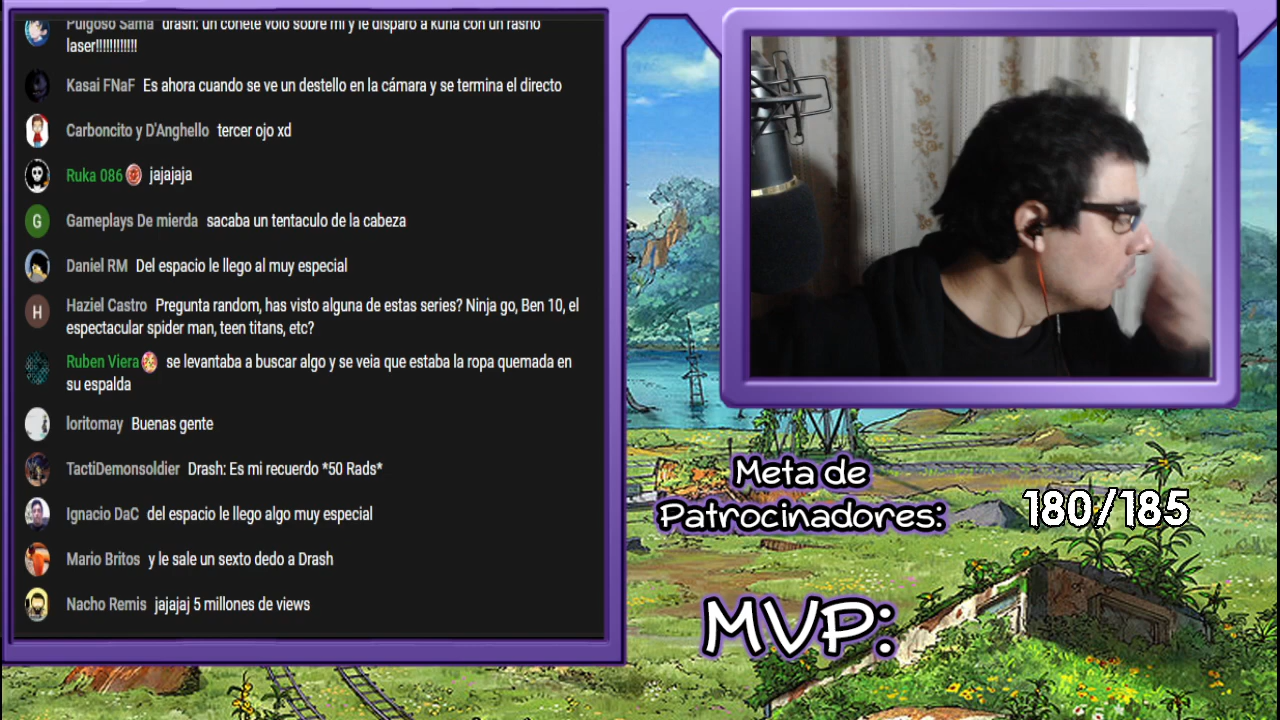 Pulgoso Sama drash: un cohete voló sobre mi y le disparo a kuna con un rasho
laser!!!!!!!!!!!!
Kasai FNaF Es ahora cuando se ve un destello en la cámara y se termina el directo
Carboncito y D'Anghello tercer ojo xd
Ruka 086 jajajaja
G Gameplays De mierda sacaba un tentaculo de la cabeza
Daniel RM Del espacio le llego al muy especial
H Haziel Castro Pregunta random, has visto alguna de estas series? Ninja go, Ben 10, el
espectacular spider man, teen titans, etc?
Ruben Viera se levantaba a buscar algo y se veia que estaba la ropa quemada en
su espalda
loritomay Buenas gente
TactiDemonsoldier Drash: Es mi recuerdo *50 Rads*
Ignacio DaC del espacio le llego algo muy especial
Mario Britos y le sale un sexto dedo a Drash
Nacho Remis jajajaj 5 millones de views
Meta de
Patrocinadores:
180/185
MVP: